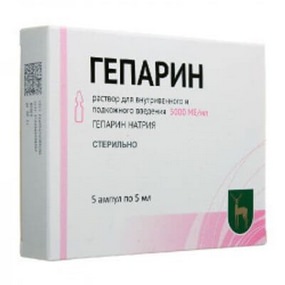 ГЕПАРИН
раствор для внутривенного и
подкожного введения 5000 МЕ/мл
ГЕПАРИН НАТРИЯ
СТЕРИЛЬНО
5 ампул по 5 мл